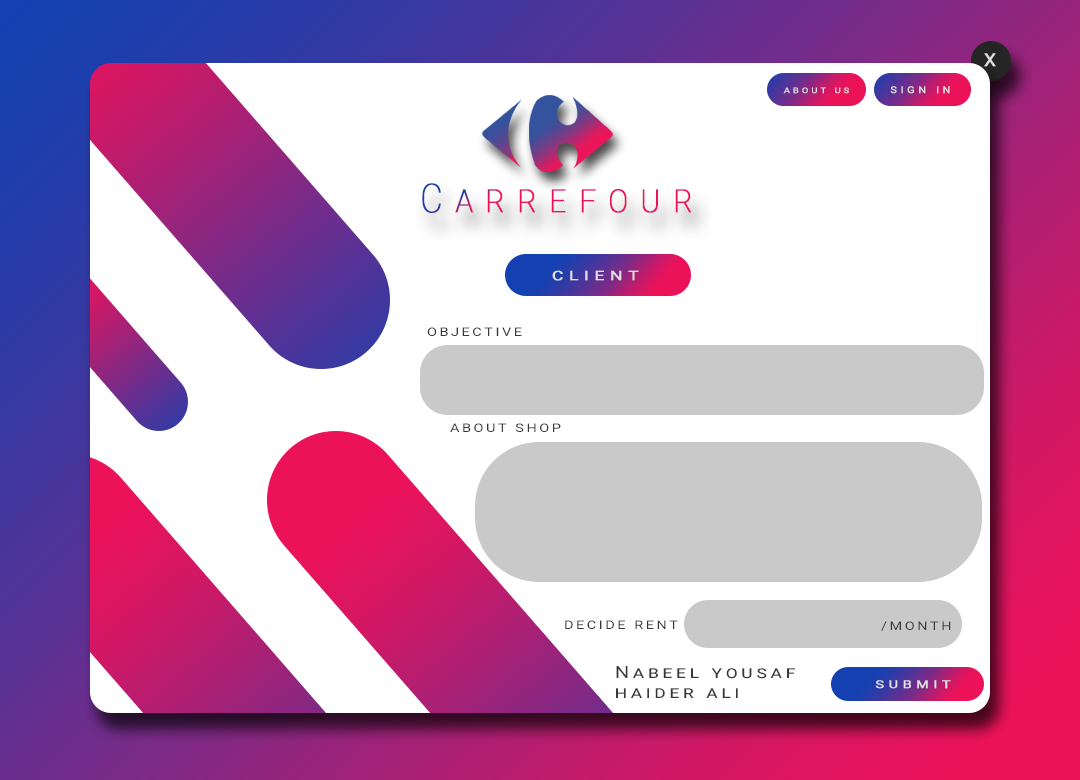 X
ABOUT US
SIGN IN
CARREFOUR
CLIENT
OBJECTIVE
ABOUT SHOP
DECIDE RENT
/MONTH
NABEEL YOUSAF
HAIDER ALI
SUBMIT